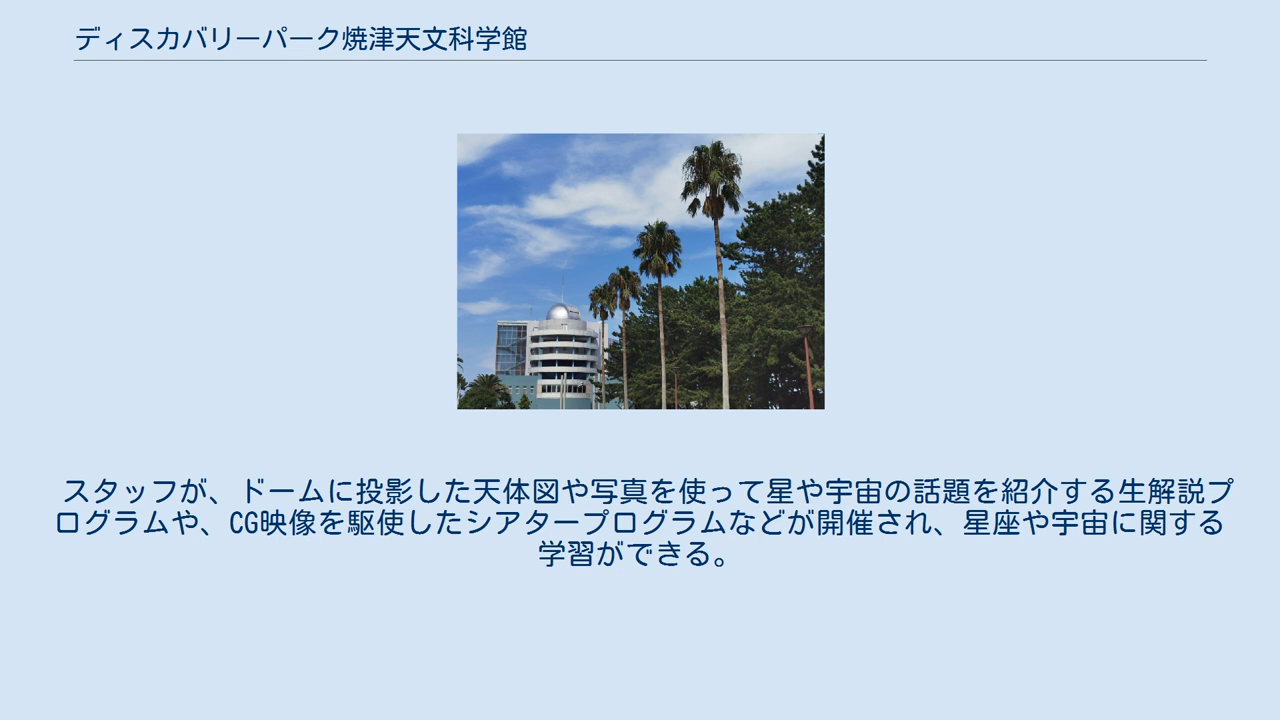 ディスカバリーパーク焼津天文科学館
スタッフが、ドームに投影した天体図や写真を使って星や宇宙の話題を紹介する生解説プ
ログラムや、CG映像を駆使したシアタープログラムなどが開催され、星座や宇宙に関する
学習ができる。